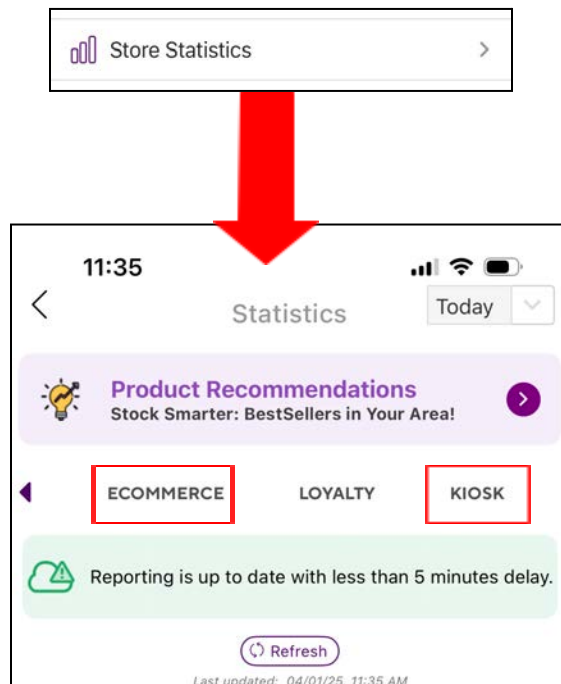 Store Statistics
11:35
Statistics
Today
Product Recommendations
Stock Smarter: BestSellers in Your Area!
ECOMMERCE LOYALTY KIOSK
Reporting is up to date with less than 5 minutes delay.
Refresh
Last updated: 04/01/25, 11:35 AM